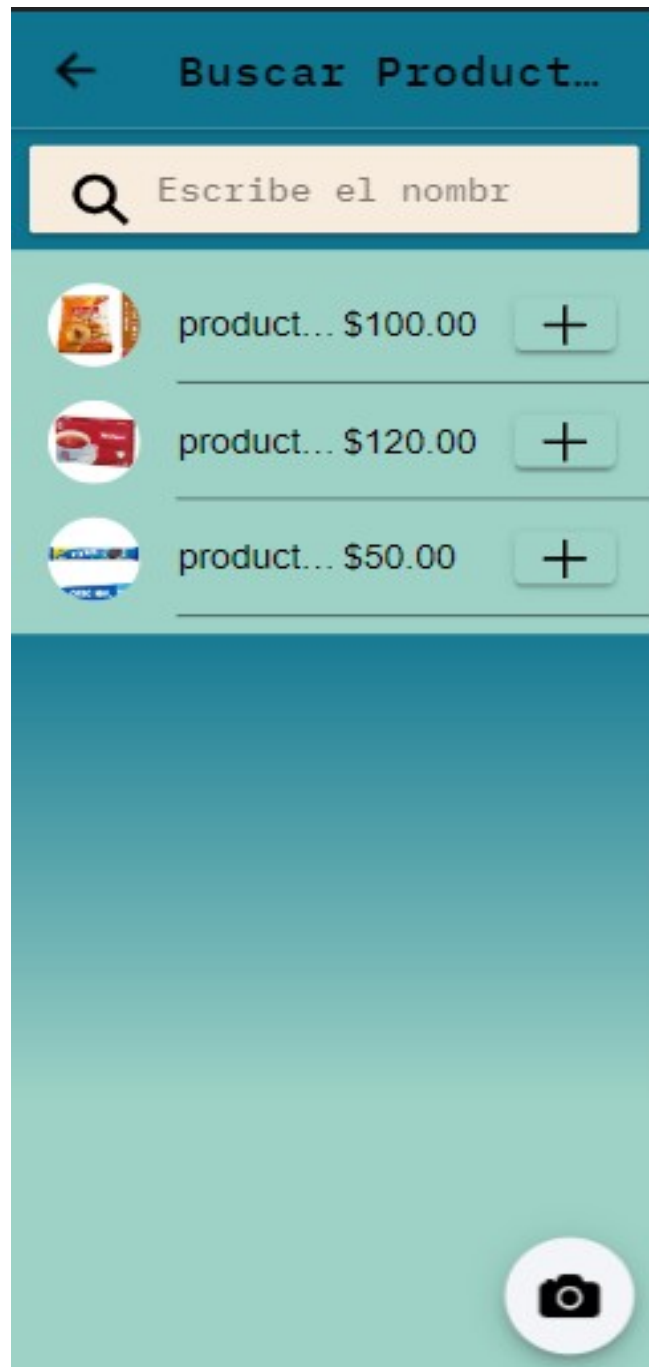 Buscar Product…
Escribe el nombr
product… $100.00
product… $120.00
product… $50.00